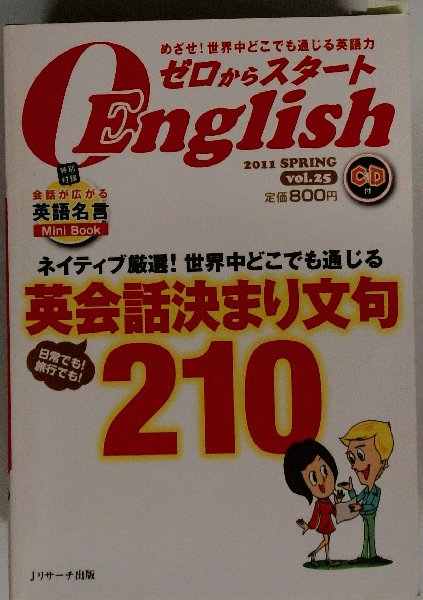 めざせ!世界中どこでも通じる英語力
ゼロからスタート
0English
2011 SPRING
vol.25
定価800円
CD
付
特別
付録
会話が広がる
英語名言
Mini Book
ネイティブ厳選!世界中どこでも通じる
英会話決まり文句
日常でも!
旅行でも!
210
Jリサーチ出版